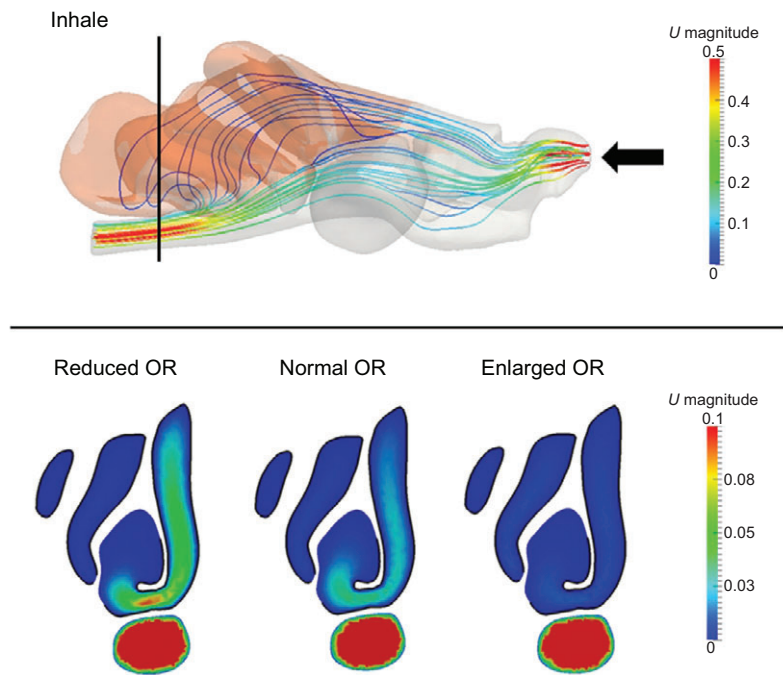 Inhale
U magnitude
0.5
0.4
0.3
0.2
0.1
0
Reduced OR
Normal OR
Enlarged OR
U magnitude
0.1
0.08
0.05
0.03
0